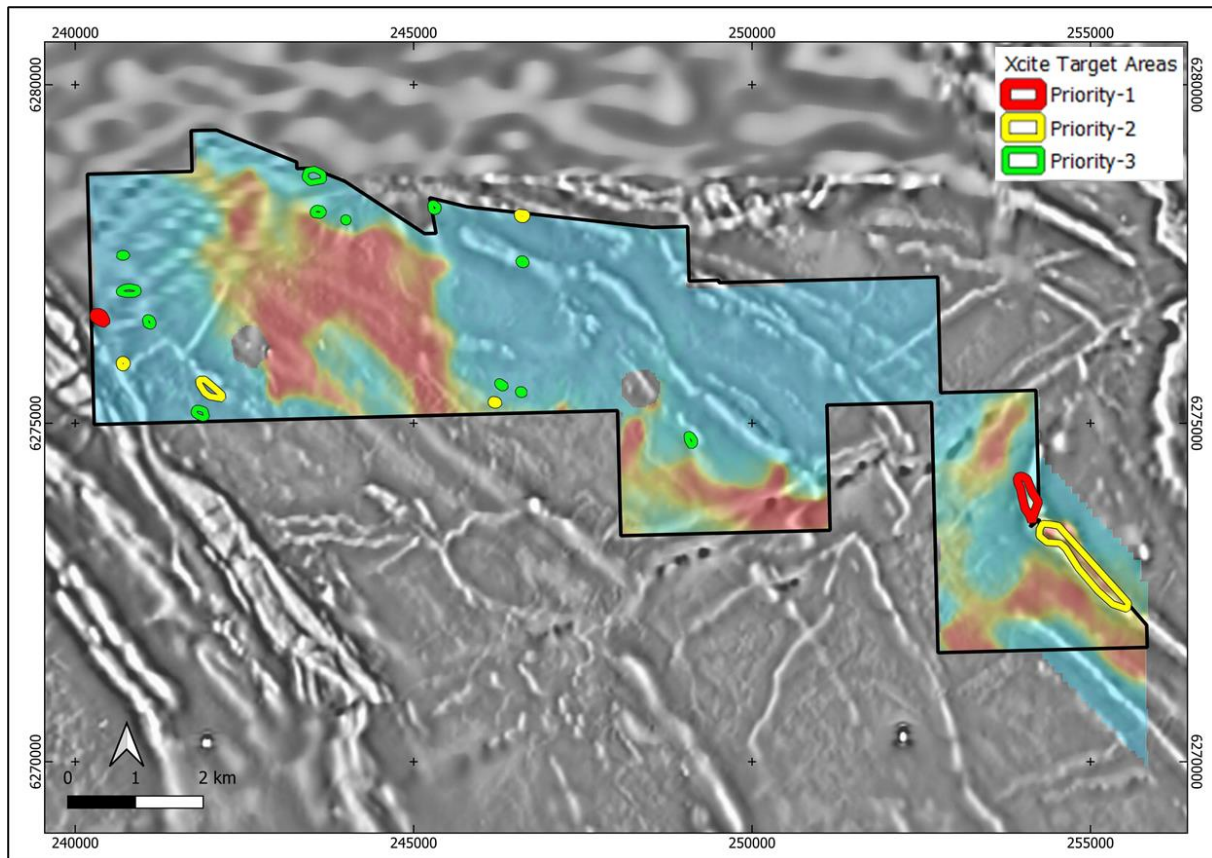 240000 245000 250000 255000
6280000 6280000
Xcite Target Areas
Priority-1
Priority-2
Priority-3
6275000 6275000
6270000 6270000
0 1 2 km
240000 245000 250000 255000